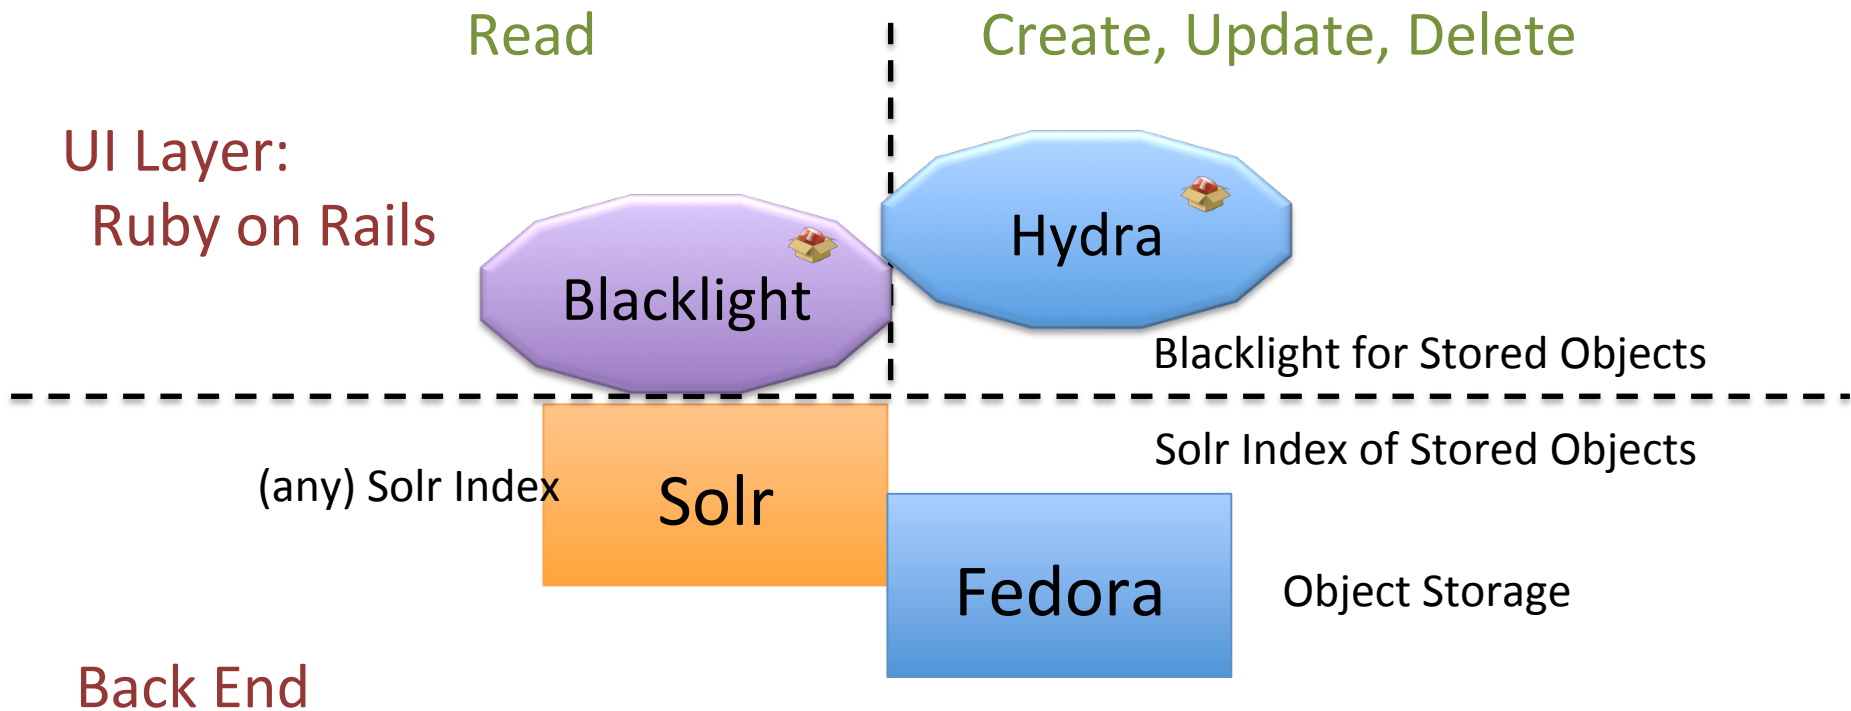 Read
Create, Update, Delete
UI Layer:
Ruby on Rails
Blacklight
Hydra
Blacklight for Stored Objects
(any) Solr Index
Solr
Solr Index of Stored Objects
Fedora
Object Storage
Back End